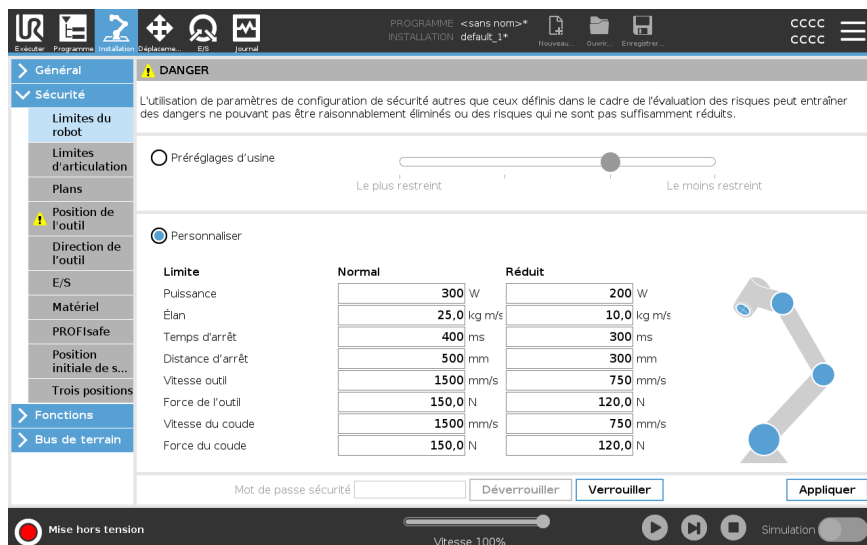 PROGRAMME <sans nom>*
INSTALLATION default_1*
CCCC
CCCC
UR
Exécuter
Programme
Installation
Déplaceme...
E/S
Journal
Nouveau...
Ouvrir...
Enregistrer...
Général
Sécurité
Limites du
robot
Limites
d'articulation
Plans
Position de
l'outil
Direction de
l'outil
E/S
Matériel
PROFIsafe
Position
initiale de s...
Trois positions
Fonctions
Bus de terrain
DANGER
L'utilisation de paramètres de configuration de sécurité autres que ceux définis dans le cadre de l'évaluation des risques peut entraîner
des dangers ne pouvant pas être raisonnablement éliminés ou des risques qui ne sont pas suffisamment réduits.
Préréglages d'usine
Le plus restreint
Le moins restreint
Personnaliser
Limite Normal Réduit
Puissance 300 W 200 W
Élan 25,0 kg m/s 10,0 kg m/s
Temps d'arrêt 400 ms 300 ms
Distance d'arrêt 500 mm 300 mm
Vitesse outil 1500 mm/s 750 mm/s
Force de l'outil 150,0 N 120,0 N
Vitesse du coude 1500 mm/s 750 mm/s
Force du coude 150,0 N 120,0 N
Mot de passe sécurité Déverrouiller Verrouiller Appliquer
Mise hors tension
Vitesse 100%
Simulation